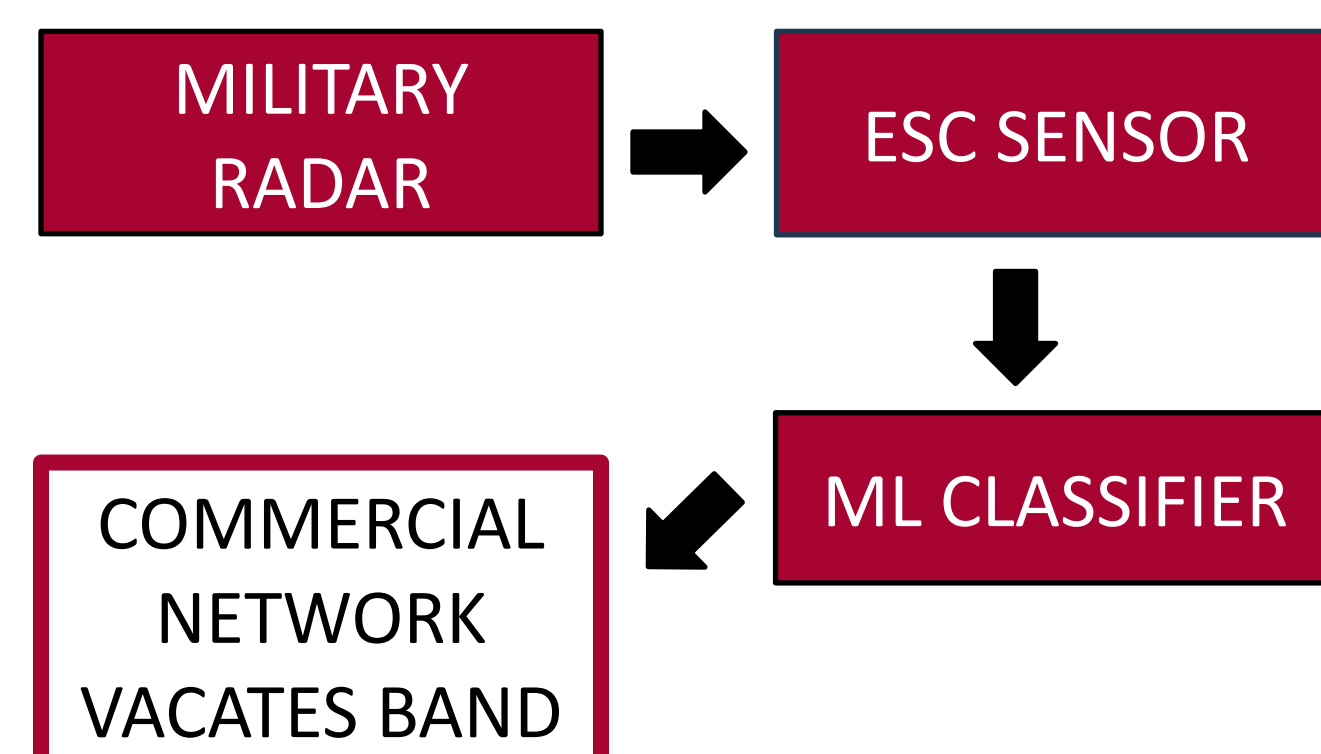 MILITARY
RADAR
ESC SENSOR
ML CLASSIFIER
COMMERCIAL
NETWORK
VACATES BAND